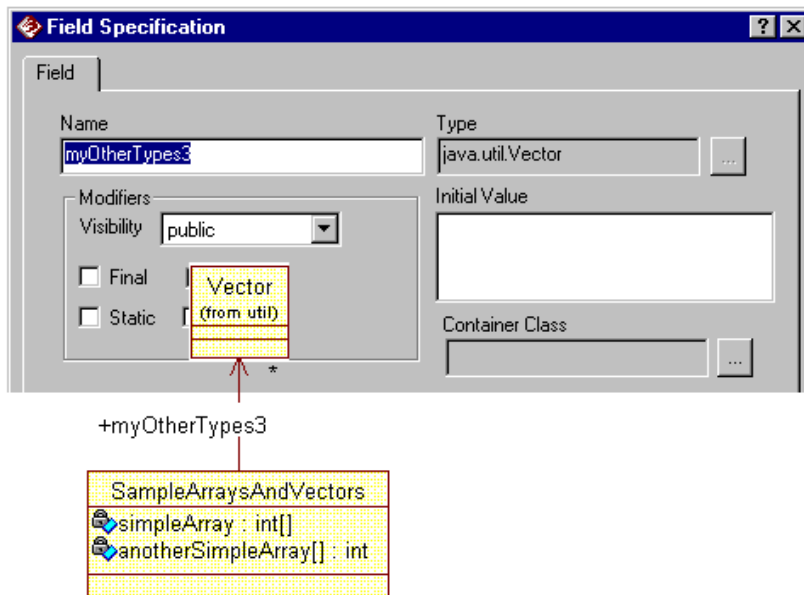 Field Specification
Field
Name
Type
myOtherTypes3
java.util.Vector
...
Modifiers
Visibility
public
Initial Value
Final
Static
Vector
(from util)
Container Class
...
*
+myOtherTypes3
SampleArraysAndVectors
simpleArray : int[]
anotherSimpleArray[] : int